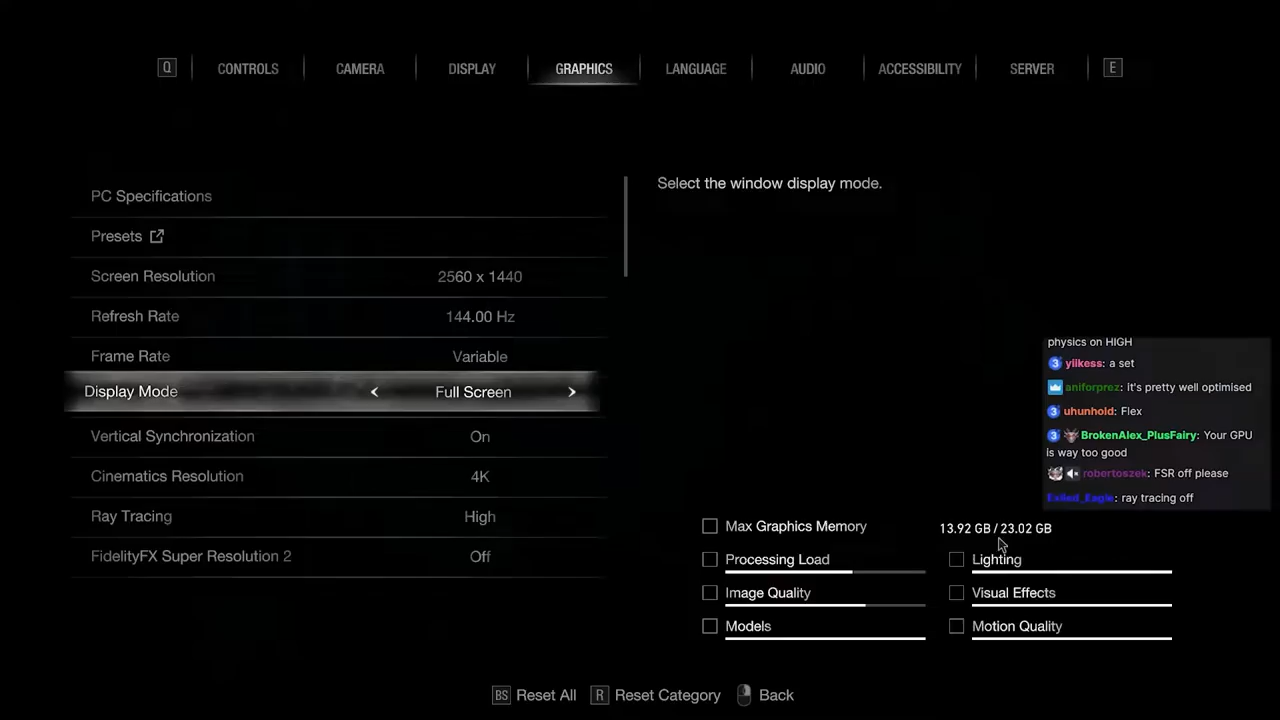 Q CONTROLS CAMERA DISPLAY GRAPHICS LANGUAGE AUDIO ACCESSIBILITY SERVER E
PC Specifications
Presets
Screen Resolution 2560 x 1440
Refresh Rate 144.00 Hz
Frame Rate Variable
Display Mode Full Screen
Vertical Synchronization On
Cinematics Resolution 4K
Ray Tracing High
FidelityFX Super Resolution 2 Off
Select the window display mode.
physics on HIGH
3 yiikess: a set
aniforprez: it's pretty well optimised
3 uhunhold: Flex
3 BrokenAlex_PlusFairy: Your GPU
is way too good
robertoszek: FSR off please
Exiled_Eagle: ray tracing off
Max Graphics Memory 13.92 GB / 23.02 GB
Processing Load Lighting
Image Quality Visual Effects
Models Motion Quality
BS Reset All R Reset Category Back